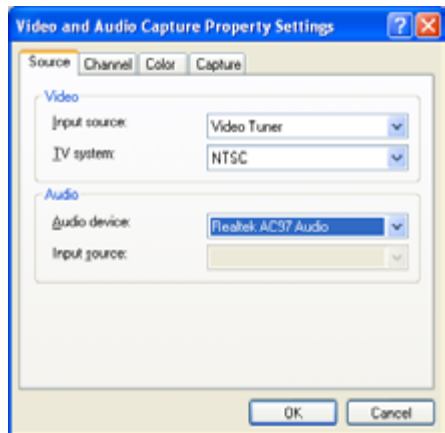 Video and Audio Capture Property Settings
Source Channel Color Capture
Video
Input source: Video Tuner
TV system: NTSC
Audio
Audio device: Realtek AC97 Audio
Input source:
OK Cancel